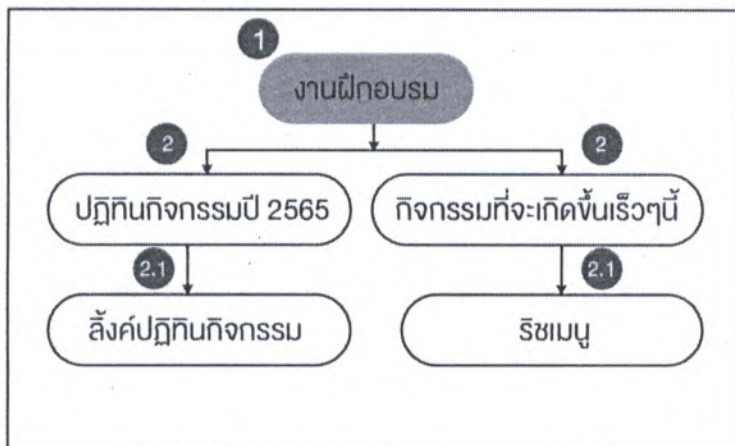 1
งานฝึกอบรม
2
2
ปฏิทินกิจกรรมปี 2565
กิจกรรมที่จะเกิดขึ้นเร็วๆนี้
2.1
2.1
ลิ้งค์ปฏิทินกิจกรรม
ริชเมนู